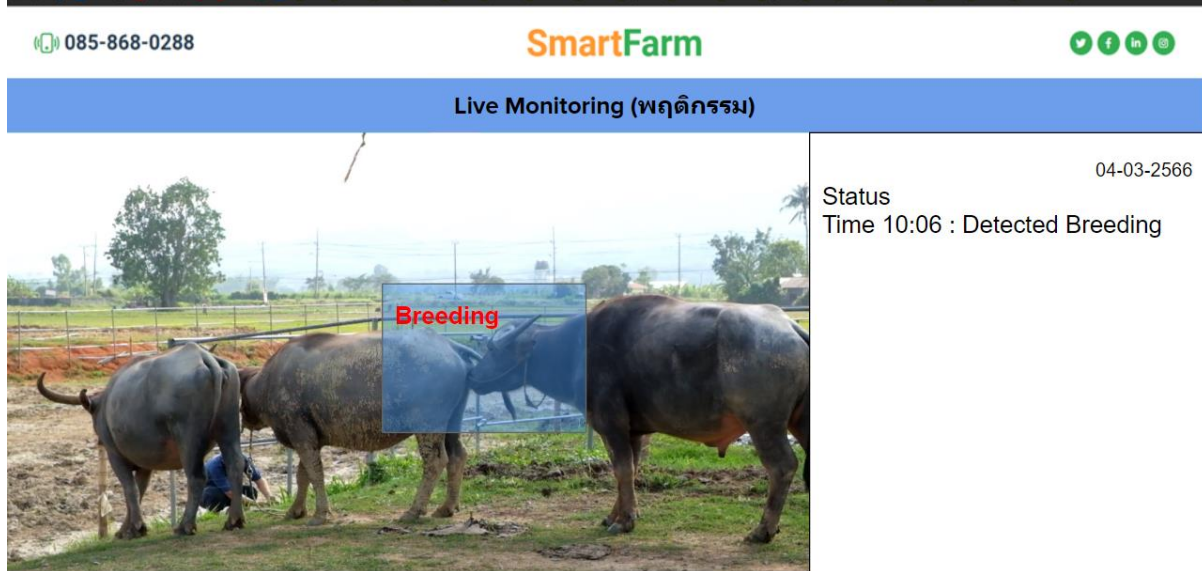 085-868-0288
SmartFarm
Live Monitoring (พฤติกรรม)
04-03-2566
Status
Time 10:06 : Detected Breeding
Breeding